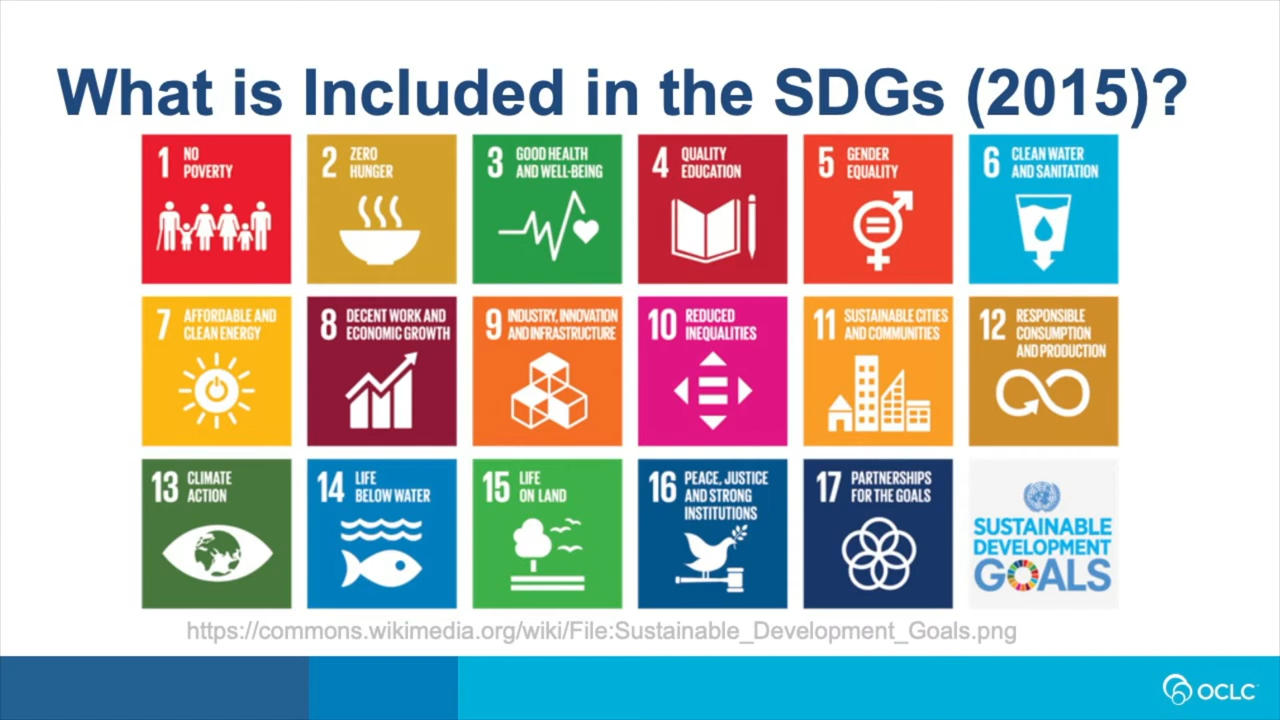 What is Included in the SDGs (2015)?
1 NO
POVERTY
2 ZERO
HUNGER
3 GOOD HEALTH
AND WELL-BEING
4 QUALITY
EDUCATION
5 GENDER
EQUALITY
6 CLEAN WATER
AND SANITATION
7 AFFORDABLE AND
CLEAN ENERGY
8 DECENT WORK AND
ECONOMIC GROWTH
9 INDUSTRY, INNOVATION
AND INFRASTRUCTURE
10 REDUCED
INEQUALITIES
11 SUSTAINABLE CITIES
AND COMMUNITIES
12 RESPONSIBLE
CONSUMPTION
AND PRODUCTION
13 CLIMATE
ACTION
14 LIFE
BELOW WATER
15 LIFE
ON LAND
16 PEACE, JUSTICE
AND STRONG
INSTITUTIONS
17 PARTNERSHIPS
FOR THE GOALS
SUSTAINABLE
DEVELOPMENT
GOALS
https://commons.wikimedia.org/wiki/File:Sustainable_Development_Goals.png
OCLC